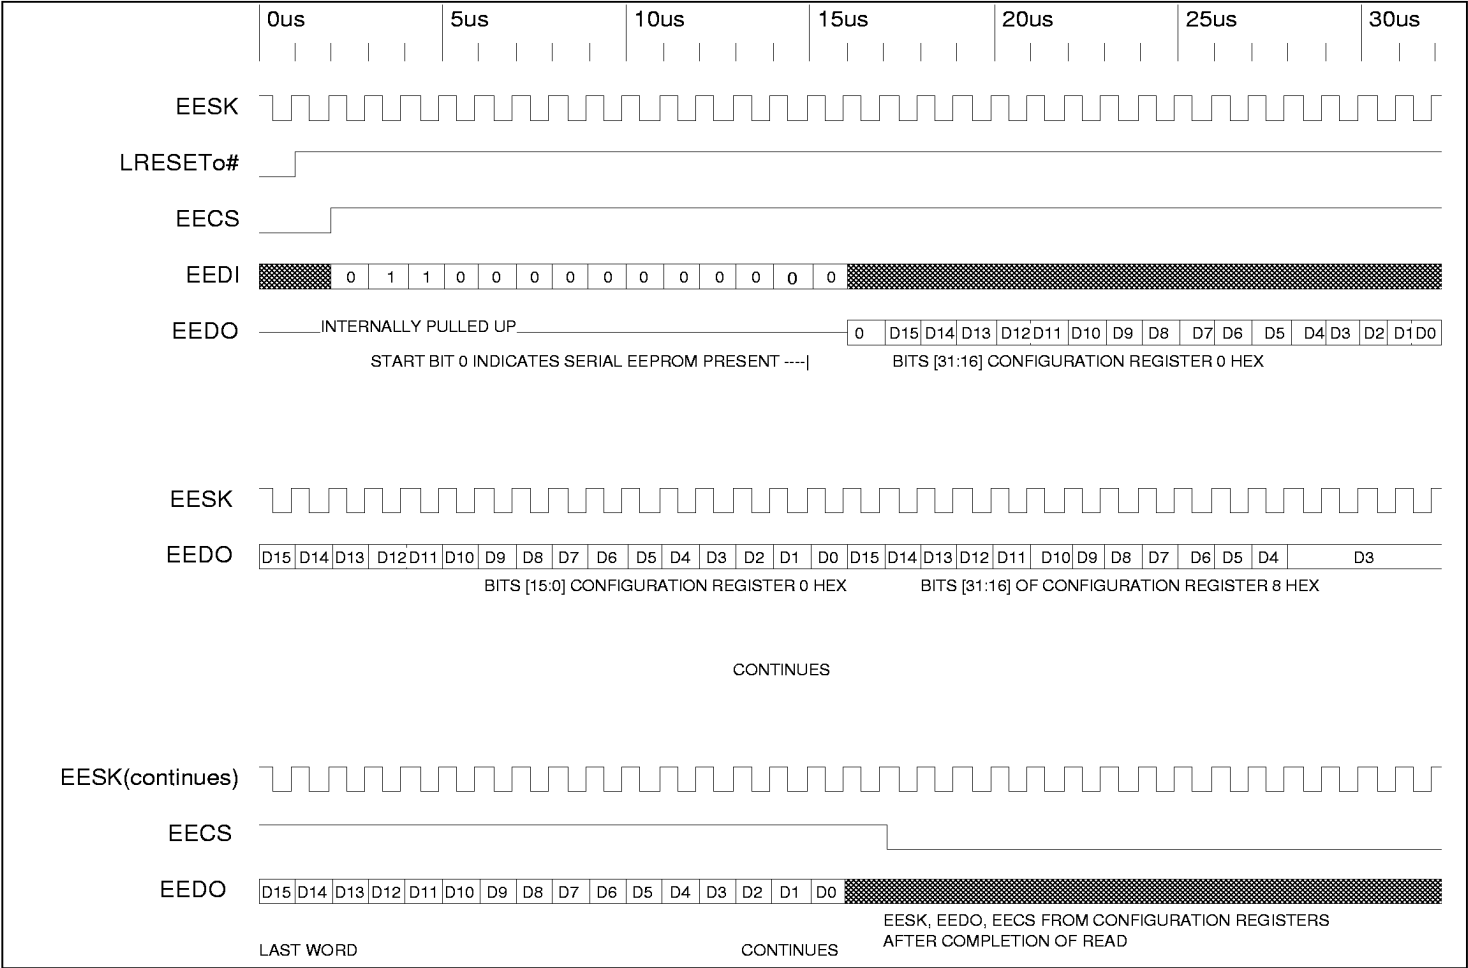 0us 5us 10us 15us 20us 25us 30us
EESK
LRESETo#
EECS
EEDI 0 1 1 0 0 0 0 0 0 0 0 0 0 0
EEDO INTERNALLY PULLED UP 0 D15 D14 D13 D12 D11 D10 D9 D8 D7 D6 D5 D4 D3 D2 D1 D0
START BIT 0 INDICATES SERIAL EEPROM PRESENT ----| BITS [31:16] CONFIGURATION REGISTER 0 HEX
EESK
EEDO D15 D14 D13 D12 D11 D10 D9 D8 D7 D6 D5 D4 D3 D2 D1 D0 D15 D14 D13 D12 D11 D10 D9 D8 D7 D6 D5 D4 D3
BITS [15:0] CONFIGURATION REGISTER 0 HEX BITS [31:16] OF CONFIGURATION REGISTER 8 HEX
CONTINUES
EESK(continues)
EECS
EEDO D15 D14 D13 D12 D11 D10 D9 D8 D7 D6 D5 D4 D3 D2 D1 D0
EESK, EEDO, EECS FROM CONFIGURATION REGISTERS
AFTER COMPLETION OF READ
LAST WORD CONTINUES